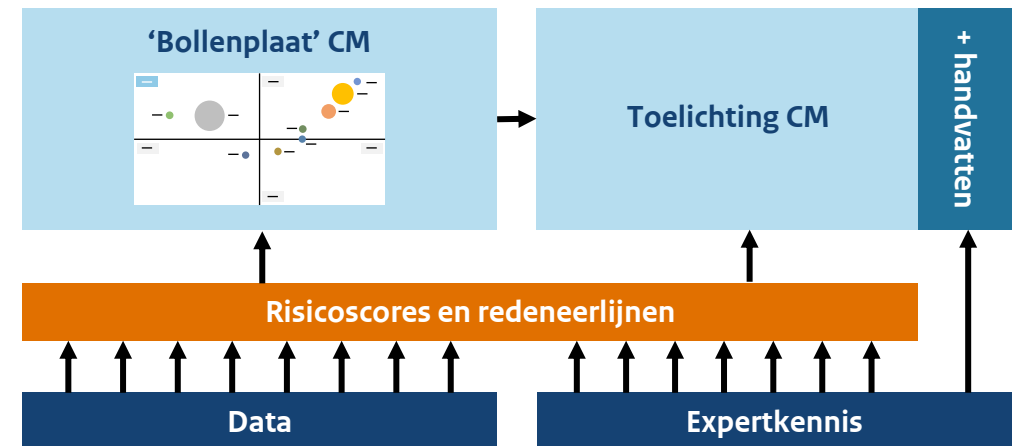 ‘Bollenplaat’ CM
Toelichting CM
+ handvatten
Risicoscores en redeneerlijnen
Data
Expertkennis